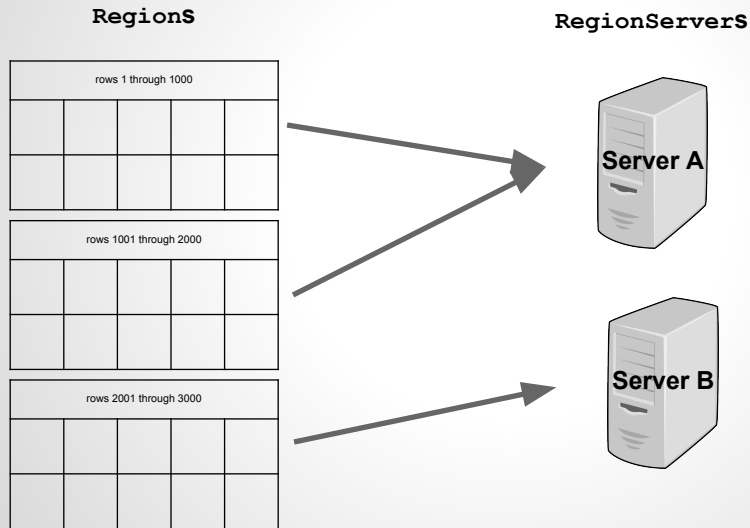 Regions
RegionServers
rows 1 through 1000
Server A
rows 1001 through 2000
Server B
rows 2001 through 3000